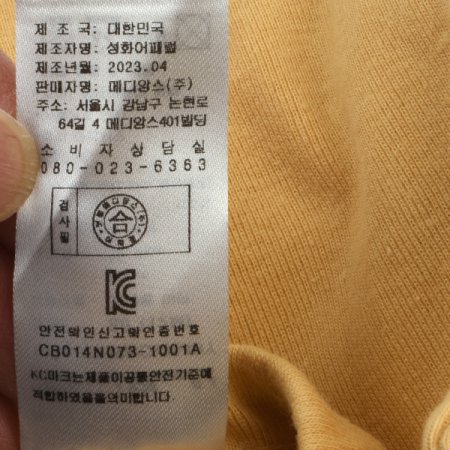 제 조 국: 대한민국
제조자명: 성화어패럴
제조년월: 2023.04
판매자명: 메디앙스(주)
주소: 서울시 강남구 논현로
64길 4 메디앙스401빌딩
소 비 자 상 담 실
080-023-6363
검사필
합
안전확인신고확인증번호
CB014N073-1001A
KC마크는제품이공통안전기준에
적합하였음을의미합니다.